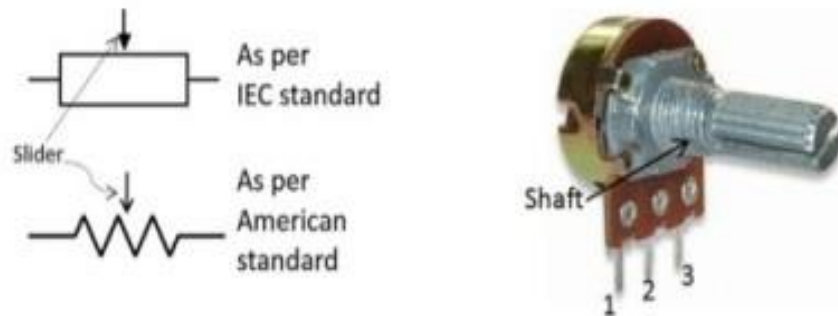 As per
IEC standard
Slider
As per
American
standard
Shaft
1
2
3